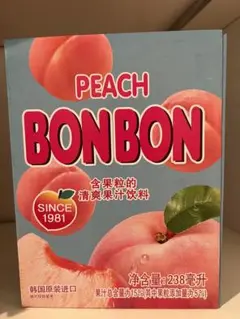 PEACH
BONBON
含果粒的
清爽果汁饮料
SINCE
1981
净含量: 238毫升
韩国原装进口